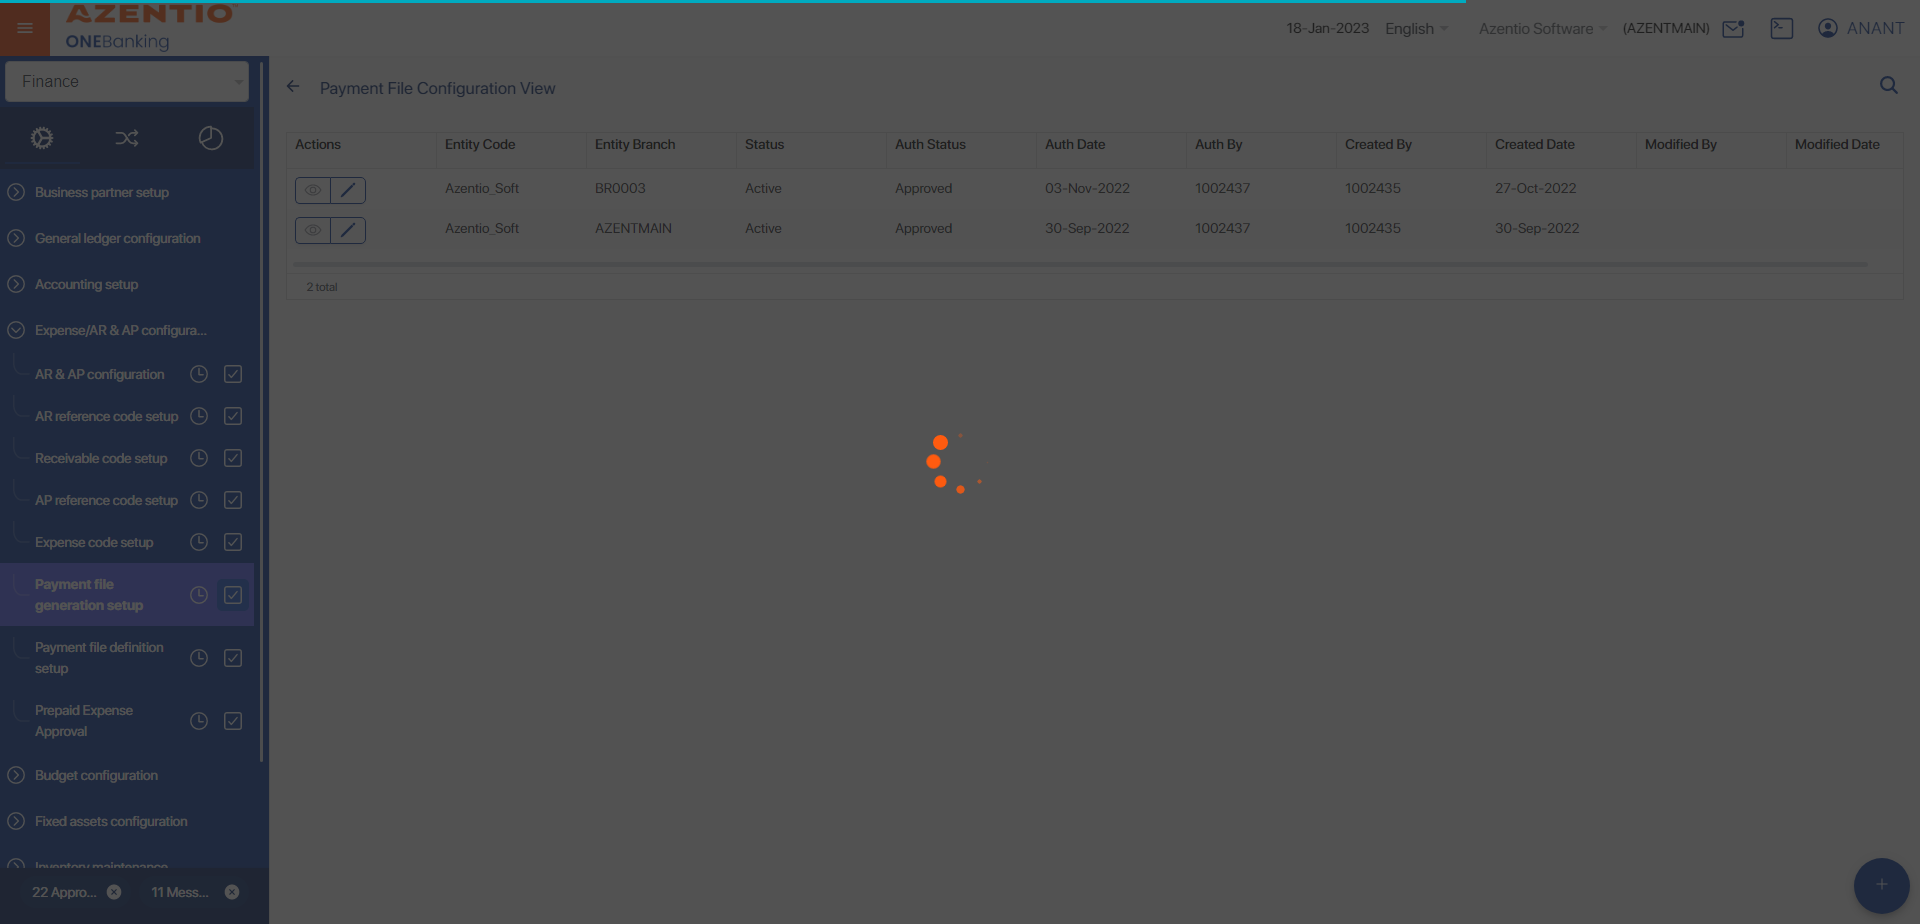 AZENTIO
ONEBanking
18-Jan-2023 English Azentio Software (AZENTMAIN) ANANT
Finance
Business partner setup
General ledger configuration
Accounting setup
Expense/AR & AP configura...
AR & AP configuration
AR reference code setup
Receivable code setup
AP reference code setup
Expense code setup
Payment file
generation setup
Payment file definition
setup
Prepaid Expense
Approval
Budget configuration
Fixed assets configuration
Inventory maintenance
22 Appro... 11 Mess...
Payment File Configuration View
Actions Entity Code Entity Branch Status Auth Status Auth Date Auth By Created By Created Date Modified By Modified Date
Azentio_Soft BR0003 Active Approved 03-Nov-2022 1002437 1002435 27-Oct-2022
Azentio_Soft AZENTMAIN Active Approved 30-Sep-2022 1002437 1002435 30-Sep-2022
2 total